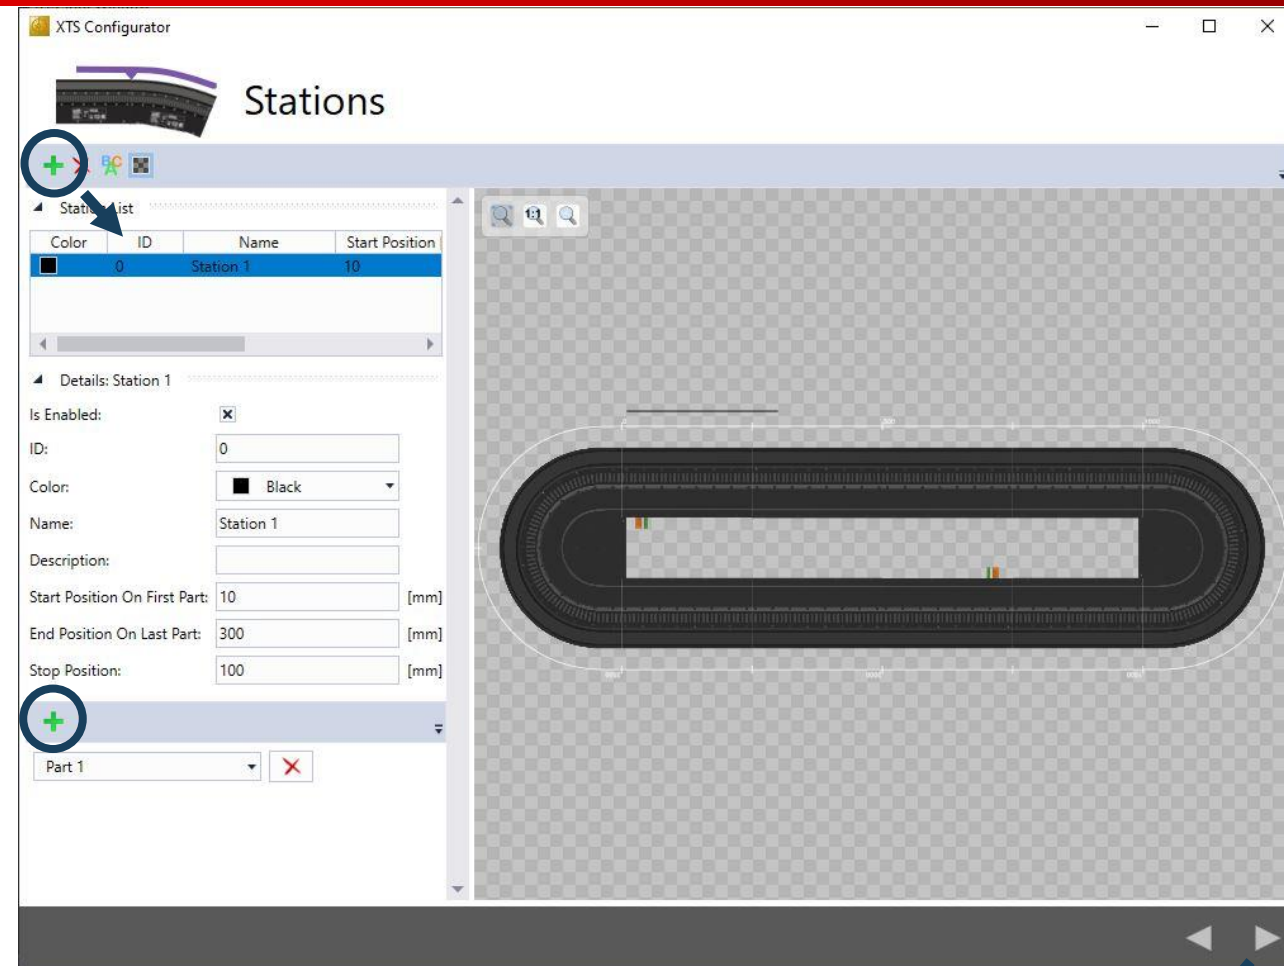 XTS Configurator
Stations
1:1
Station List
Color ID Name Start Position
0 Station 1 10
Details: Station 1
Is Enabled:
ID: 0
Color: Black
Name: Station 1
Description:
Start Position On First Part: 10 [mm]
End Position On Last Part: 300 [mm]
Stop Position: 100 [mm]
Part 1